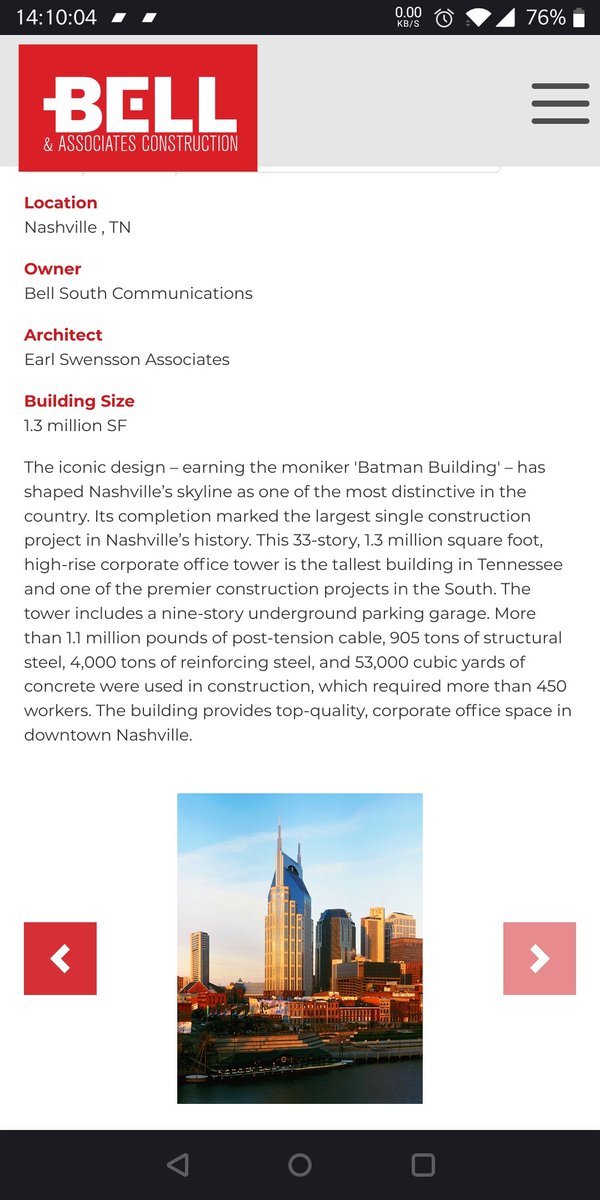 14:10:04
0.00
KB/S
76%
BELL
& ASSOCIATES CONSTRUCTION
Location
Nashville , TN
Owner
Bell South Communications
Architect
Earl Swensson Associates
Building Size
1.3 million SF
The iconic design – earning the moniker 'Batman Building' – has
shaped Nashville’s skyline as one of the most distinctive in the
country. Its completion marked the largest single construction
project in Nashville’s history. This 33-story, 1.3 million square foot,
high-rise corporate office tower is the tallest building in Tennessee
and one of the premier construction projects in the South. The
tower includes a nine-story underground parking garage. More
than 1.1 million pounds of post-tension cable, 905 tons of structural
steel, 4,000 tons of reinforcing steel, and 53,000 cubic yards of
concrete were used in construction, which required more than 450
workers. The building provides top-quality, corporate office space in
downtown Nashville.